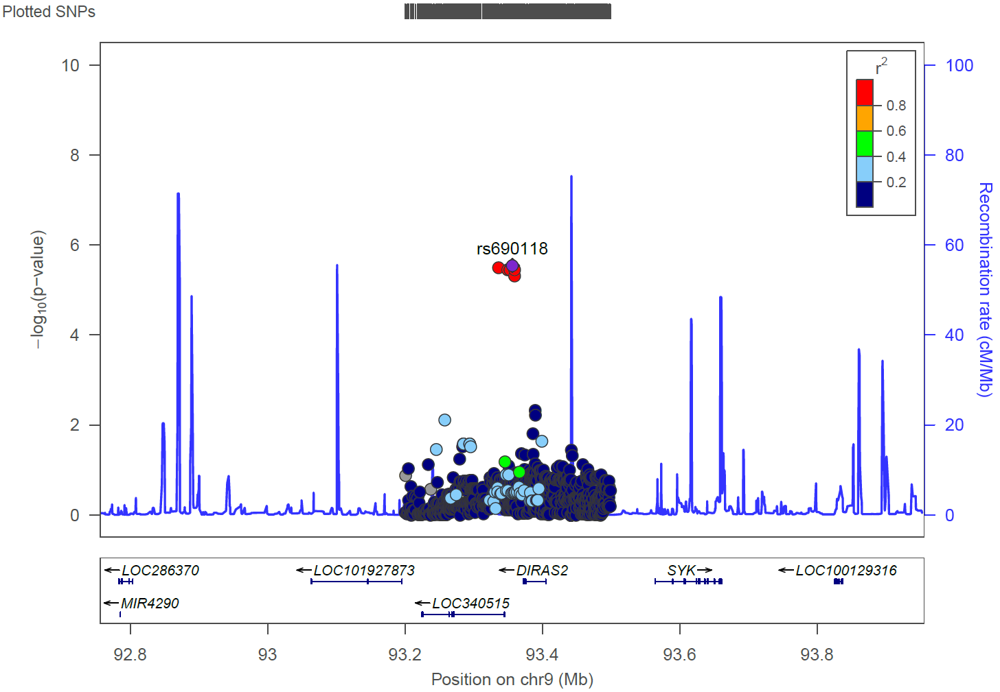 Plotted SNPs
10
8
6
4
2
0
−log10(p−value)
100
80
60
40
20
0
Recombination rate (cM/Mb)
r2
0.8
0.6
0.4
0.2
rs690118
LOC286370
LOC101927873
DIRAS2
SYK
LOC100129316
MIR4290
LOC340515
92.8
93
93.2
93.4
93.6
93.8
Position on chr9 (Mb)